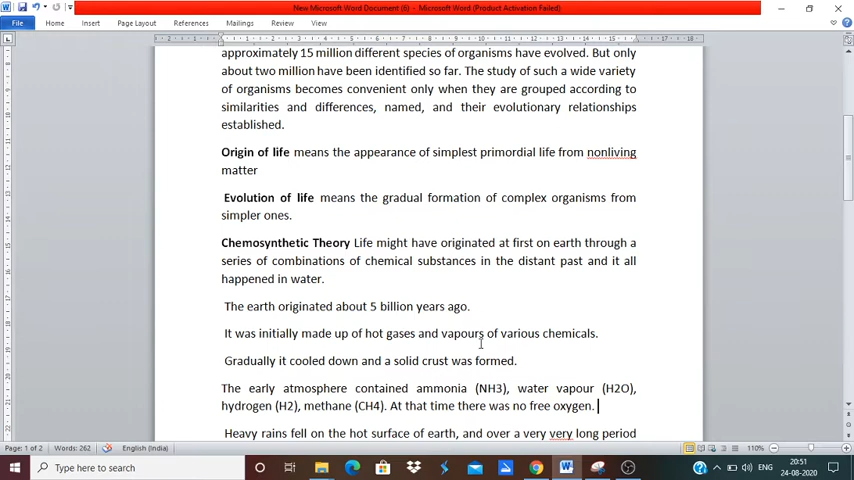 New Microsoft Word Document (6) - Microsoft Word (Product Activation Failed)
File Home Insert Page Layout References Mailings Review View
approximately 15 million different species of organisms have evolved. But only
about two million have been identified so far. The study of such a wide variety
of organisms becomes convenient only when they are grouped according to
similarities and differences, named, and their evolutionary relationships
established.
Origin of life means the appearance of simplest primordial life from nonliving
matter
Evolution of life means the gradual formation of complex organisms from
simpler ones.
Chemosynthetic Theory Life might have originated at first on earth through a
series of combinations of chemical substances in the distant past and it all
happened in water.
The earth originated about 5 billion years ago.
It was initially made up of hot gases and vapours of various chemicals.
Gradually it cooled down and a solid crust was formed.
The early atmosphere contained ammonia (NH3), water vapour (H2O),
hydrogen (H2), methane (CH4). At that time there was no free oxygen.
Heavy rains fell on the hot surface of earth, and over a very very long period
Page: 1 of 2 Words: 262 English (India) 110%
Type here to search ENG 20:51
24-08-2020